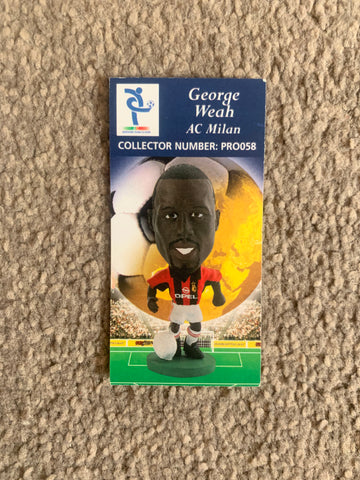 George
Weah
AC Milan
COLLECTOR NUMBER: PRO058
OPEL